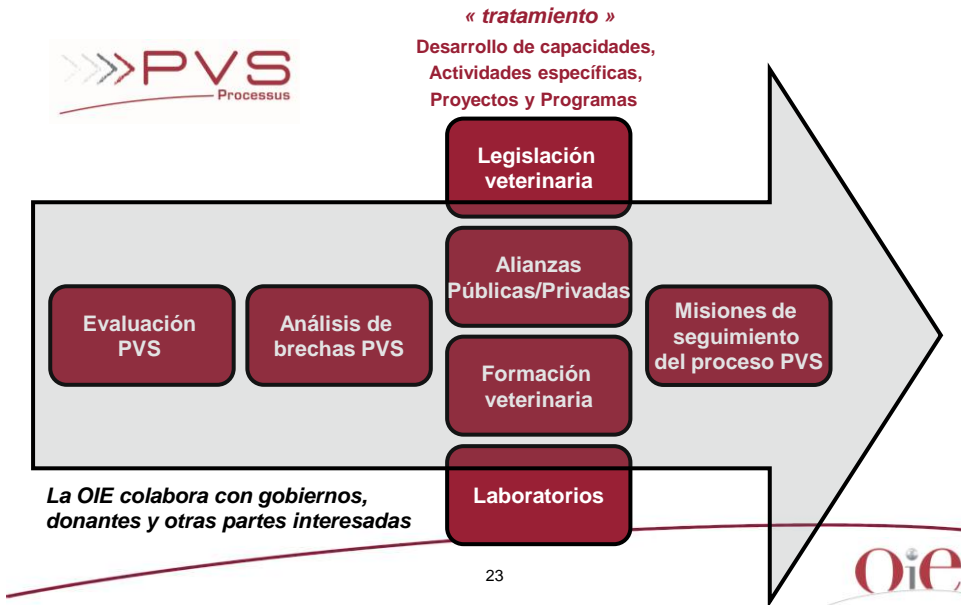 « tratamiento »
Desarrollo de capacidades,
Actividades específicas,
Proyectos y Programas
>>>>PVS
Processus
Legislación
veterinaria
Alianzas
Públicas/Privadas
Evaluación
PVS
Análisis de
brechas PVS
Formación
veterinaria
Laboratorios
Misiones de
seguimiento
del proceso PVS
La OIE colabora con gobiernos,
donantes y otras partes interesadas
23
Oie